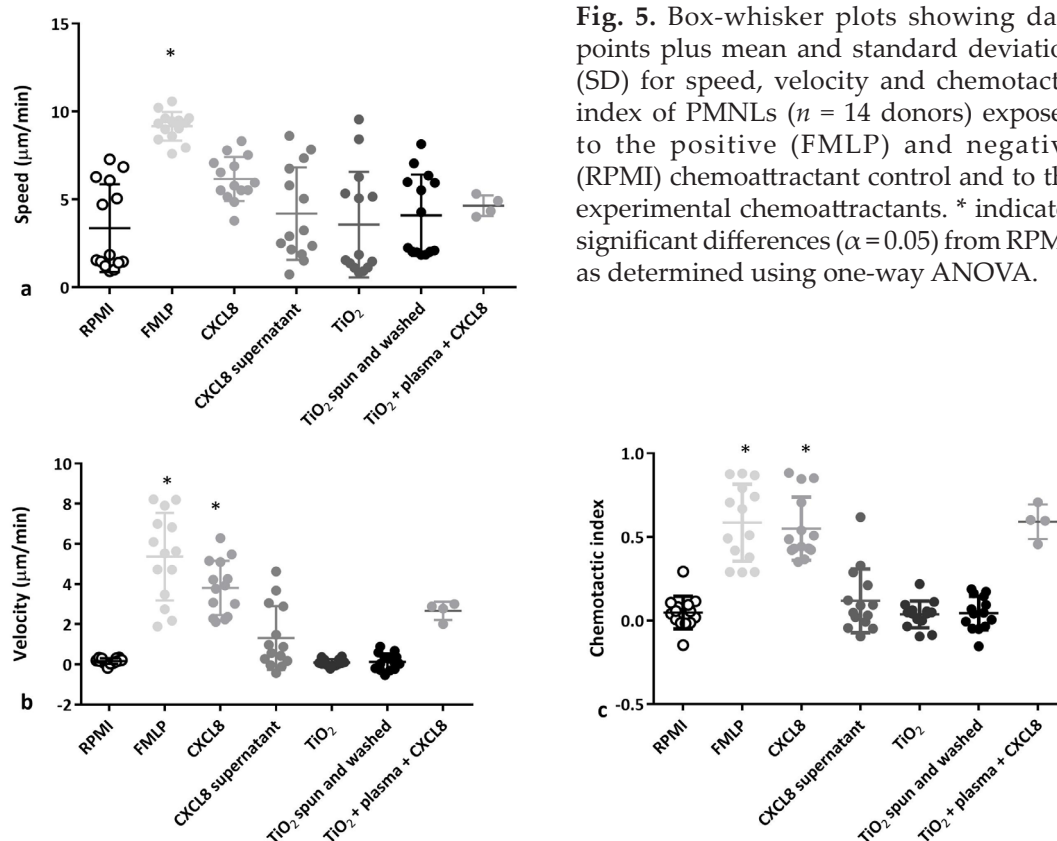 Fig. 5. Box-whisker plots showing da
points plus mean and standard deviatio
(SD) for speed, velocity and chemotact
index of PMNLs (n = 14 donors) expose
to the positive (FMLP) and negativ
(RPMI) chemoattractant control and to th
experimental chemoattractants. * indicate
significant differences (α = 0.05) from RPM
as determined using one-way ANOVA.
15
10
5
0
Speed (μm/min)
*
a
RPMI
FMLP
CXCL8
CXCL8 supernatant
TiO₂
TiO₂ spun and washed
TiO₂ + plasma + CXCL8
10
8
6
4
2
0
-2
Velocity (μm/min)
*
*
b
RPMI
FMLP
CXCL8
CXCL8 supernatant
TiO₂
TiO₂ spun and washed
TiO₂ + plasma + CXCL8
1.0
0.5
0.0
-0.5
Chemotactic index
*
*
c
RPMI
FMLP
CXCL8
CXCL8 supernatant
TiO₂
TiO₂ spun and washed
TiO₂ + plasma + CXCL8